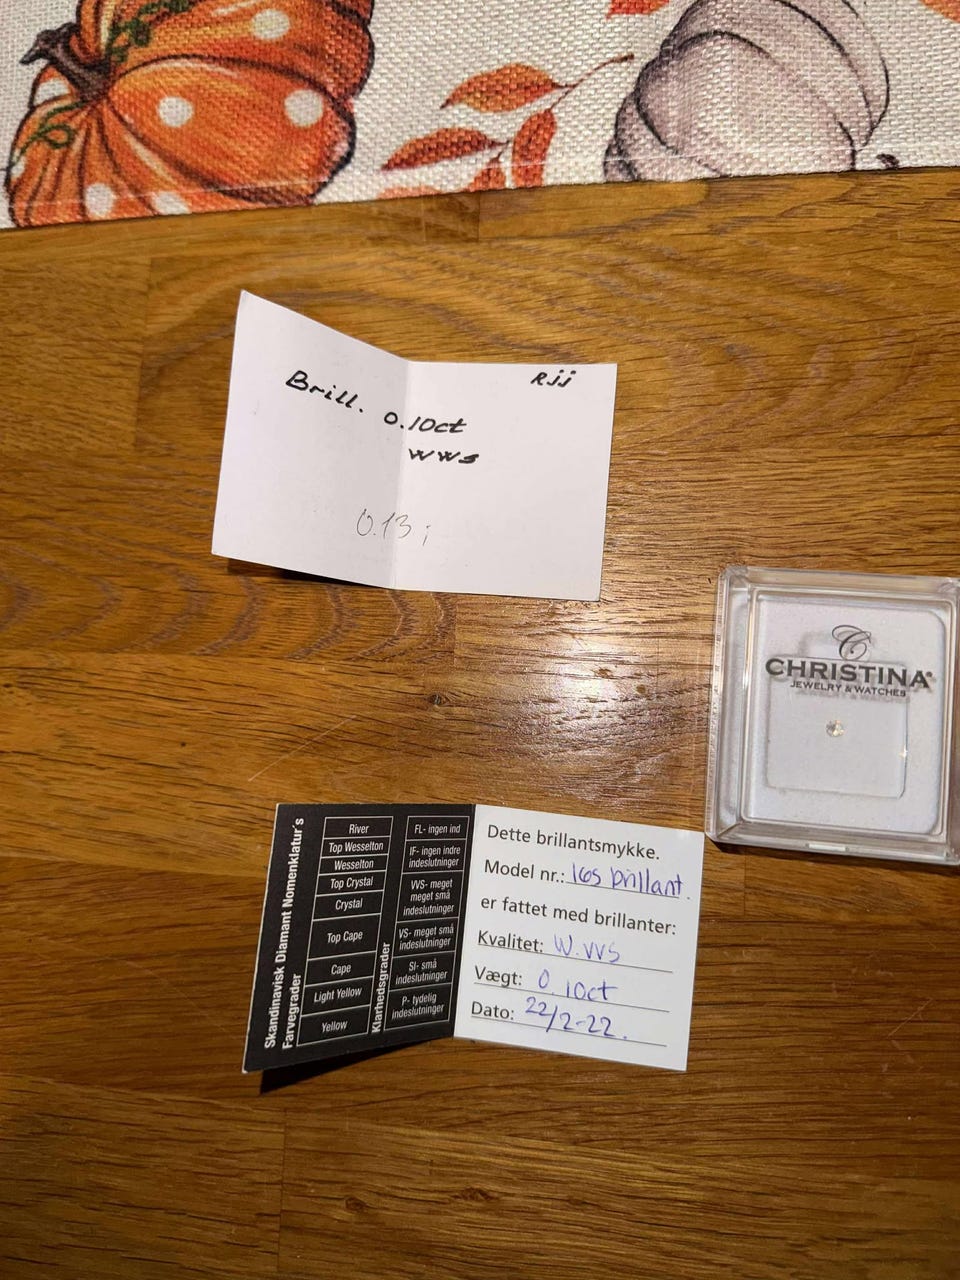 Rjj
Brill.
0.10ct
WWS
0.13 i
C
CHRISTINA®
JEWELRY & WATCHES
Skandinavisk Diamant Nomenklatur's
Farvegrader
River
Top Wesselton
Wesselton
Top Crystal
Crystal
Top Cape
Cape
Light Yellow
Yellow
Klarhedsgrader
FL- ingen ind
IF- ingen indre
indeslutninger
VVS- meget
meget små
indeslutninger
VS- meget små
indeslutninger
SI- små
indeslutninger
P- tydelig
indeslutninger
Dette brillantsmykke.
Model nr.: løs brillant.
er fattet med brillanter:
Kvalitet: W.VVS
Vægt: 0 10ct
Dato: 22/2-22.